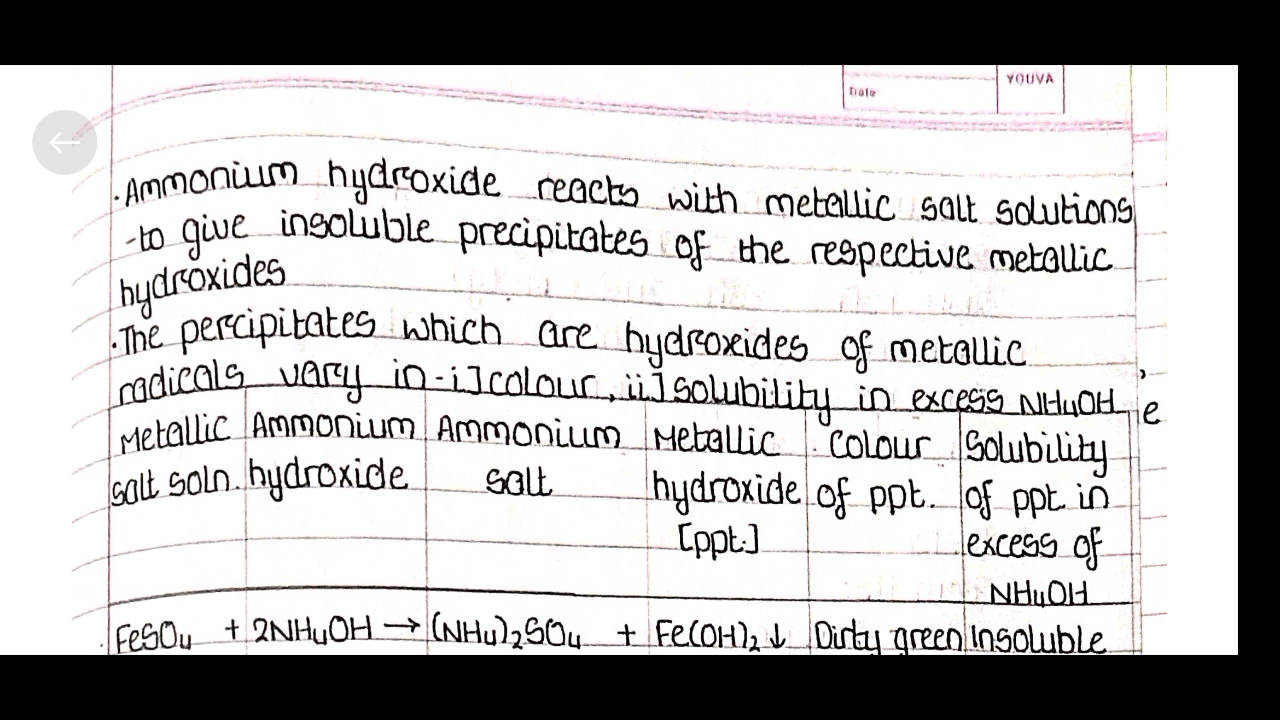 Date
YOUVA
.Ammonium hydroxide reacts with metallic salt solutions
-to give insoluble precipitates of the respective metallic
hydroxides
.The percipitates which are hydroxides of metallic
radicals vary in-i]colour, ii]solubility in excess NH4OH
, e
Metallic salt soln. | Ammonium hydroxide | Ammonium salt | Metallic hydroxide [ppt.] | Colour of ppt. | Solubility of ppt. in excess of NH4OH
FeSO4 + 2NH4OH → (NH4)2SO4 + Fe(OH)2 ↓ Dirty green Insoluble